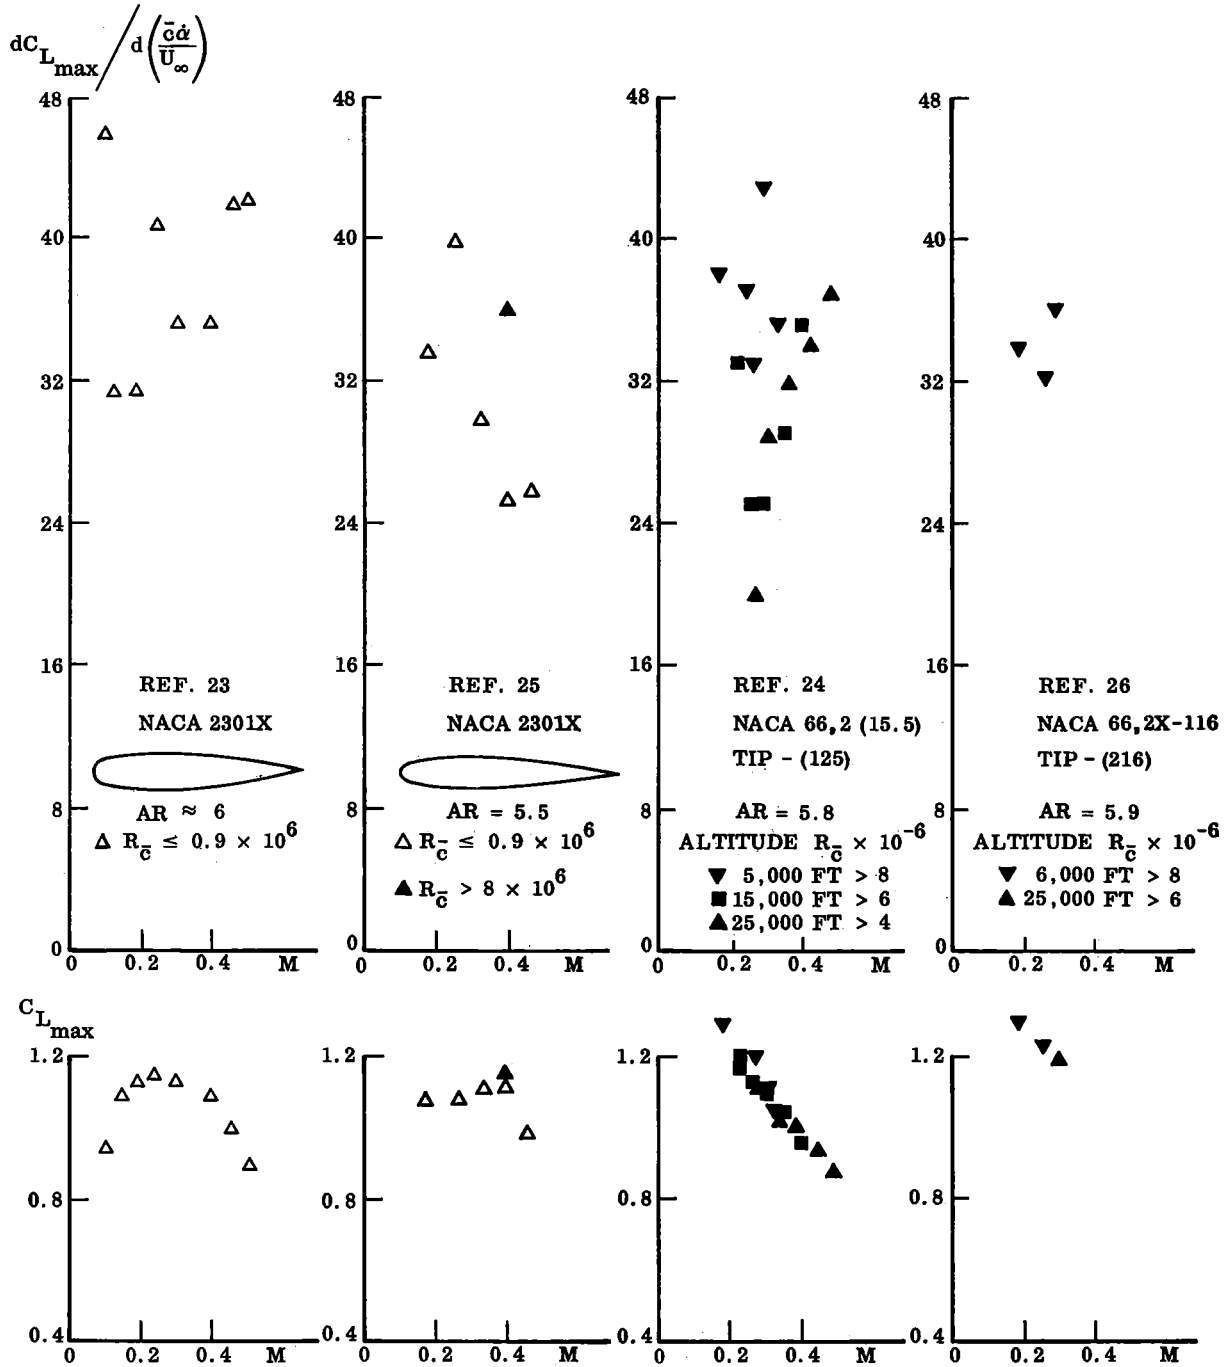 dC_L_max / d(c̄α̇/U_∞)
48
40
32
24
16
8
0
0 0.2 0.4 M
REF. 23
NACA 2301X
AR ≈ 6
△ R_c̄ ≤ 0.9 × 10^6
48
40
32
24
16
8
0
0 0.2 0.4 M
REF. 25
NACA 2301X
AR = 5.5
△ R_c̄ ≤ 0.9 × 10^6
▲ R_c̄ > 8 × 10^6
48
40
32
24
16
8
0
0 0.2 0.4 M
REF. 24
NACA 66,2 (15.5)
TIP - (125)
AR = 5.8
ALTITUDE R_c̄ × 10^-6
▼ 5,000 FT > 8
■ 15,000 FT > 6
▲ 25,000 FT > 4
48
40
32
24
16
8
0
0 0.2 0.4 M
REF. 26
NACA 66,2X-116
TIP - (216)
AR = 5.9
ALTITUDE R_c̄ × 10^-6
▼ 6,000 FT > 8
▲ 25,000 FT > 6
C_L_max
1.2
0.8
0.4
0 0.2 0.4 M
1.2
0.8
0.4
0 0.2 0.4 M
1.2
0.8
0.4
0 0.2 0.4 M
1.2
0.8
0.4
0 0.2 0.4 M